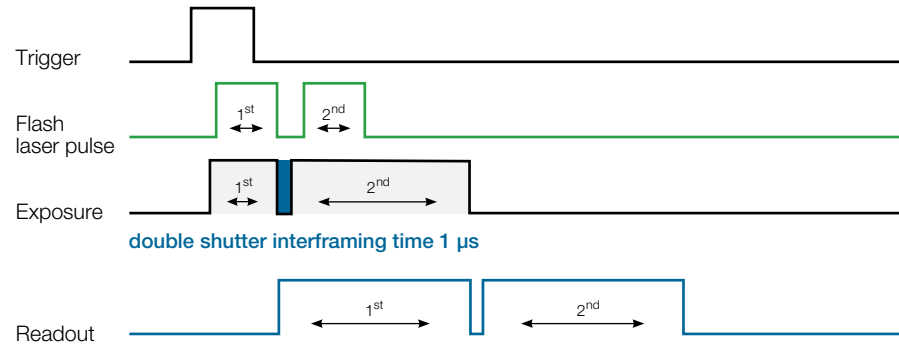 Trigger
1st 2nd
Flash
laser pulse
1st 2nd
Exposure
double shutter interframing time 1 µs
1st 2nd
Readout